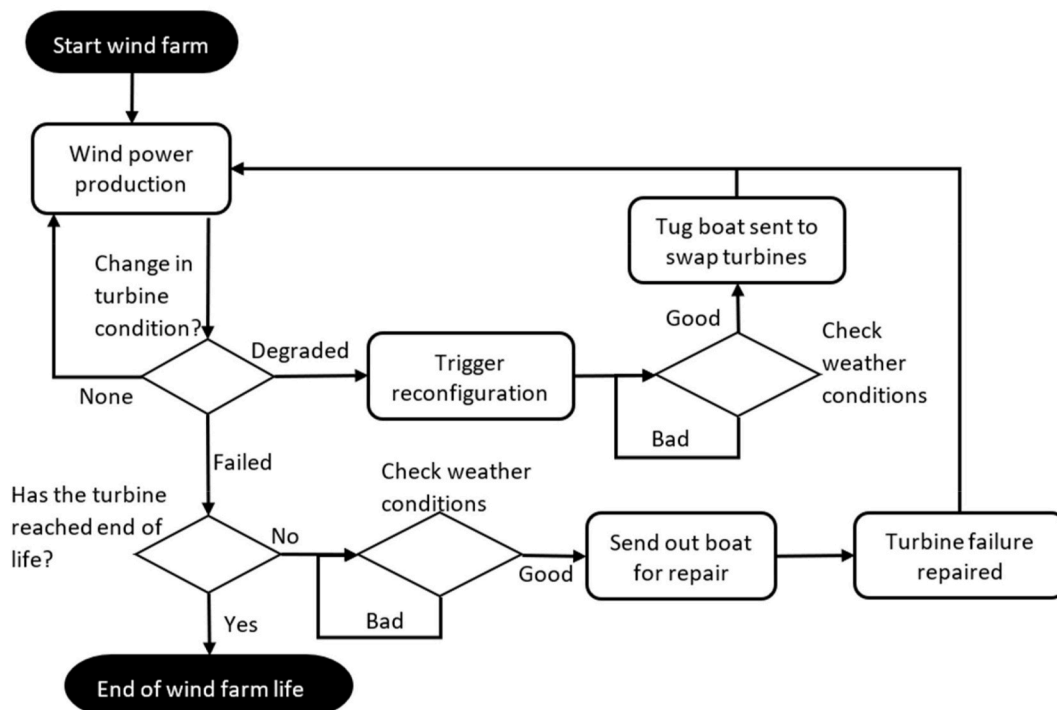 Start wind farm
Wind power
production
Change in
turbine
condition?
None
Degraded
Trigger
reconfiguration
Tug boat sent to
swap turbines
Good
Check
weather
conditions
Bad
Failed
Has the turbine
reached end of
life?
No
Check weather
conditions
Good
Bad
Send out boat
for repair
Turbine failure
repaired
Yes
End of wind farm life